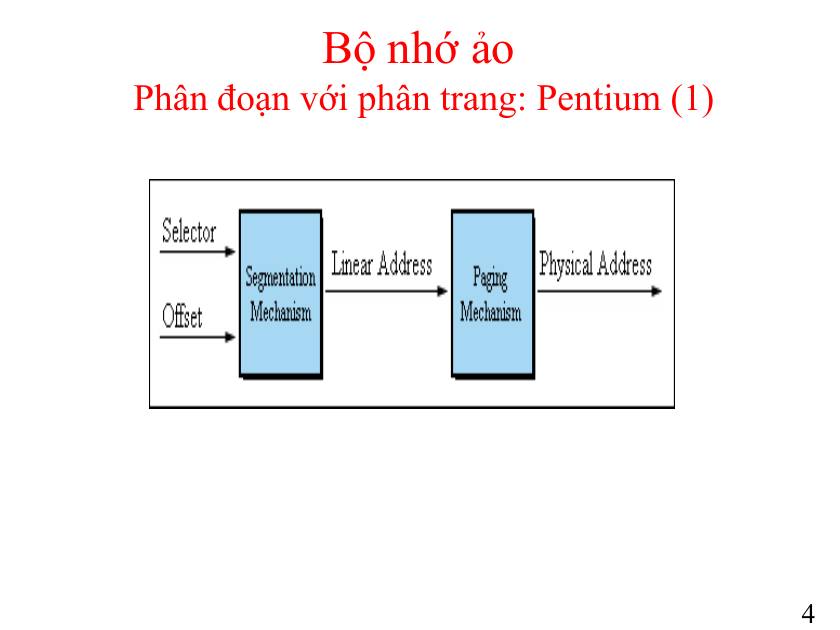 Bộ nhớ ảo
Phân đoạn với phân trang: Pentium (1)
Selector
Offset
Segmentation
Mechanism
Linear Address
Paging
Mechanism
Physical Address
4